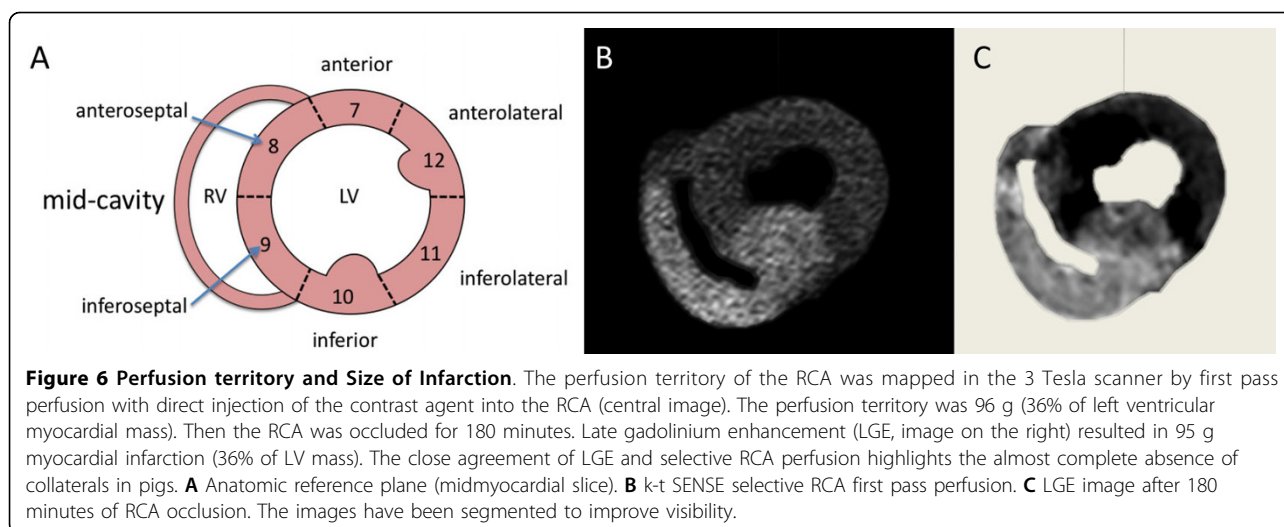 A
B
C
anterior
anteroseptal
anterolateral
7
8
12
mid-cavity
RV
LV
9
11
inferoseptal
inferolateral
10
inferior
Figure 6 Perfusion territory and Size of Infarction. The perfusion territory of the RCA was mapped in the 3 Tesla scanner by first pass
perfusion with direct injection of the contrast agent into the RCA (central image). The perfusion territory was 96 g (36% of left ventricular
myocardial mass). Then the RCA was occluded for 180 minutes. Late gadolinium enhancement (LGE, image on the right) resulted in 95 g
myocardial infarction (36% of LV mass). The close agreement of LGE and selective RCA perfusion highlights the almost complete absence of
collaterals in pigs. A Anatomic reference plane (midmyocardial slice). B k-t SENSE selective RCA first pass perfusion. C LGE image after 180
minutes of RCA occlusion. The images have been segmented to improve visibility.